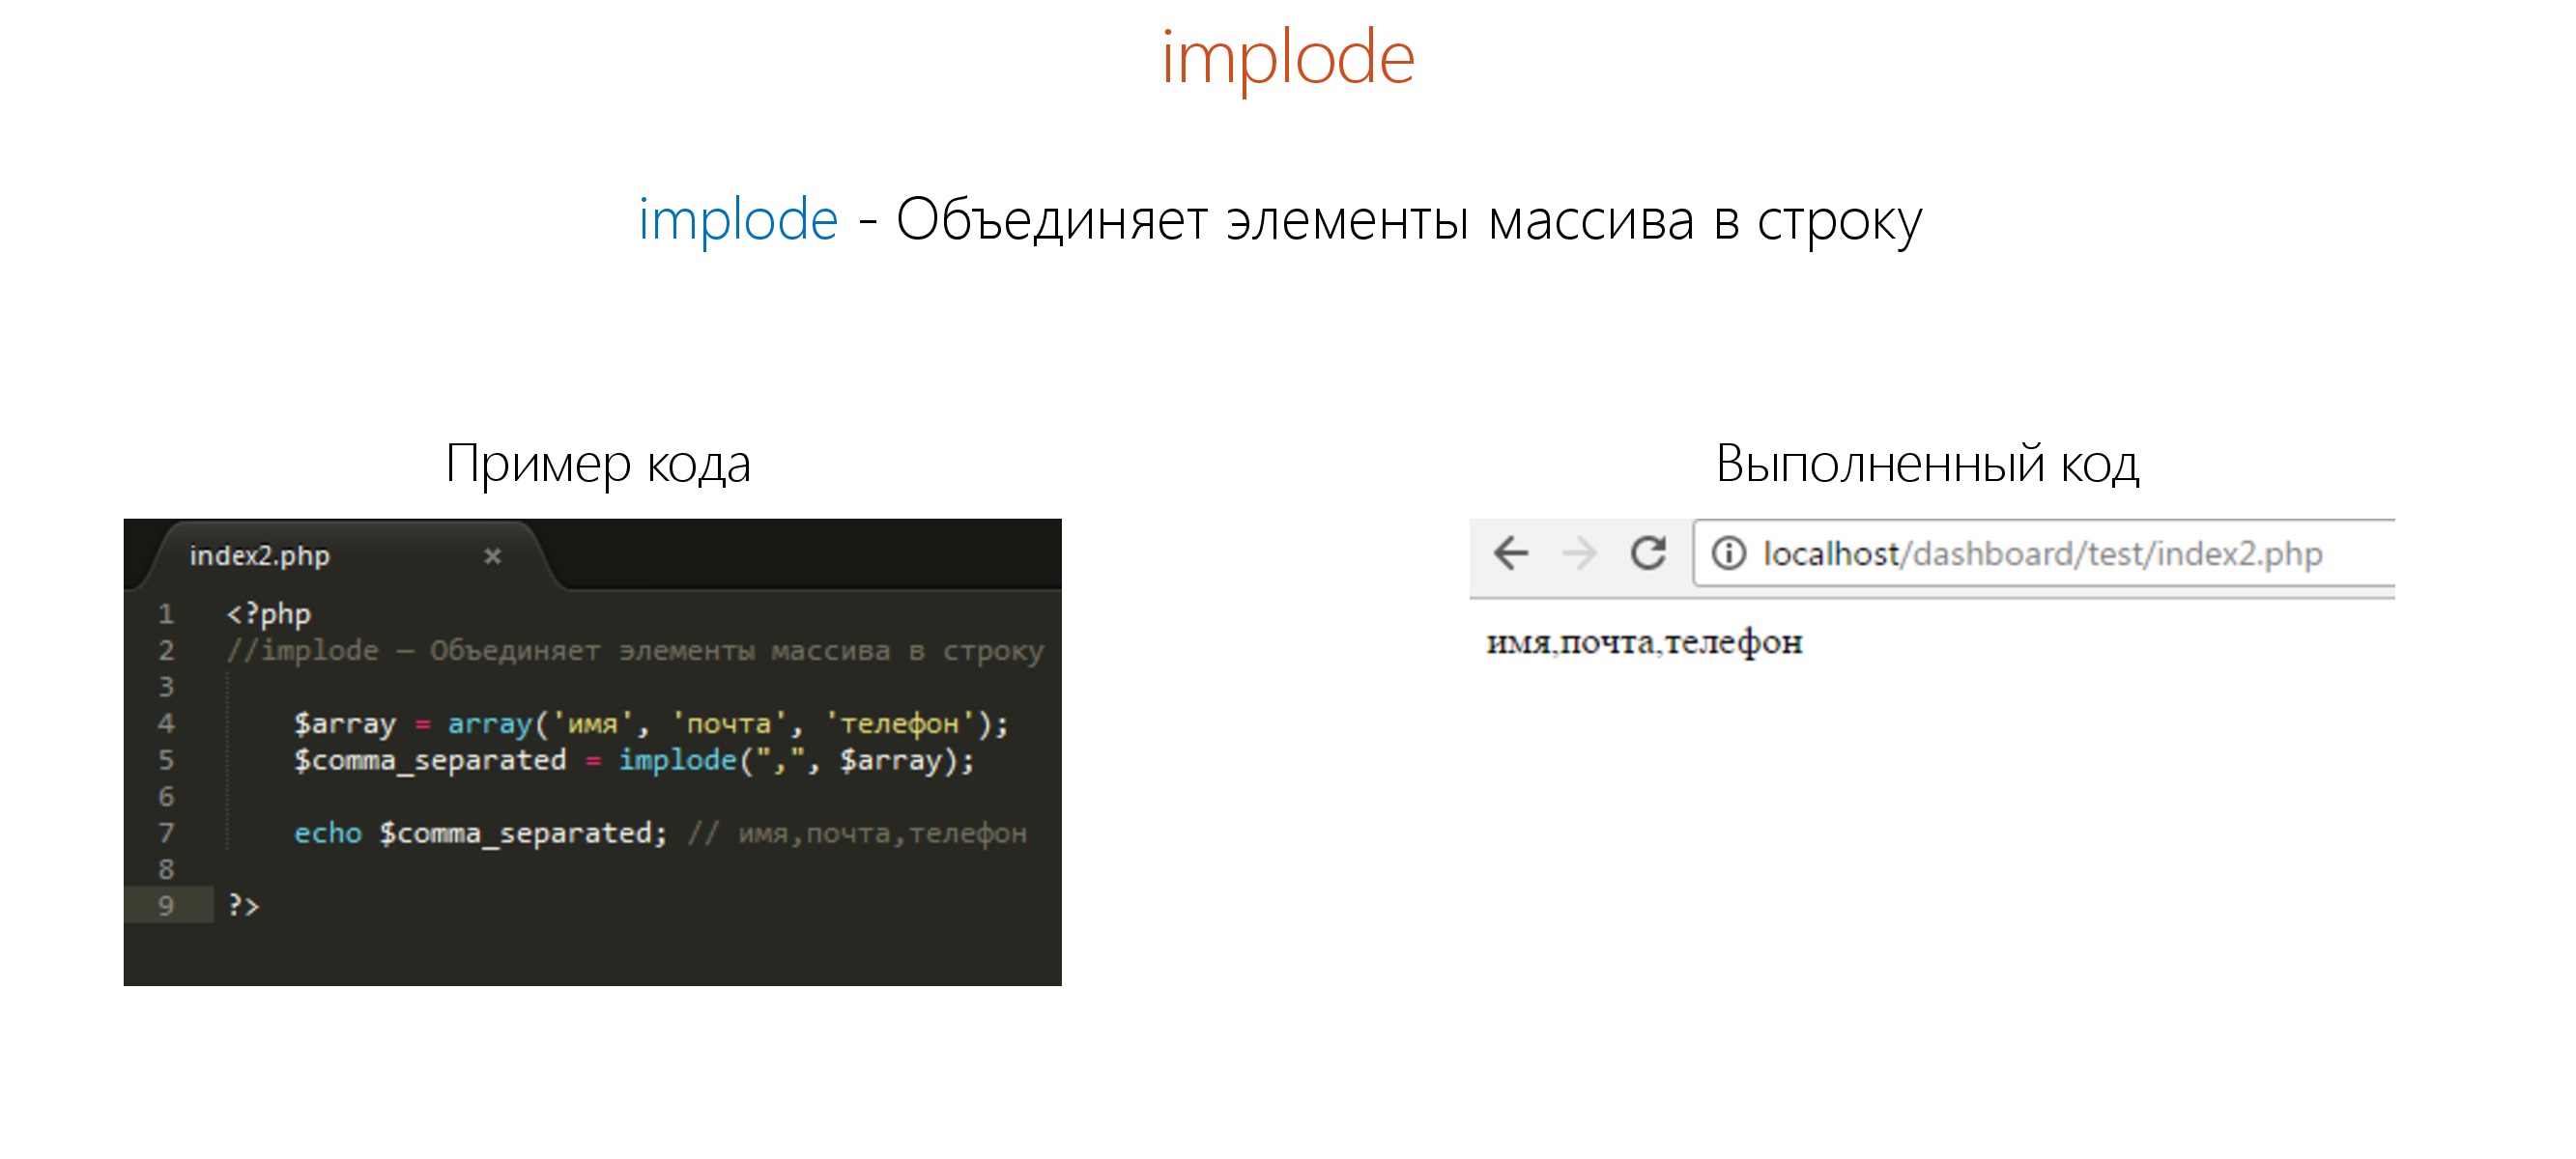 implode
implode - Объединяет элементы массива в строку
Пример кода
index2.php ×
1 <?php
2 //implode — Объединяет элементы массива в строку
3
4 $array = array('имя', 'почта', 'телефон');
5 $comma_separated = implode(",", $array);
6
7 echo $comma_separated; // имя,почта,телефон
8
9 ?>
Выполненный код
localhost/dashboard/test/index2.php
имя,почта,телефон